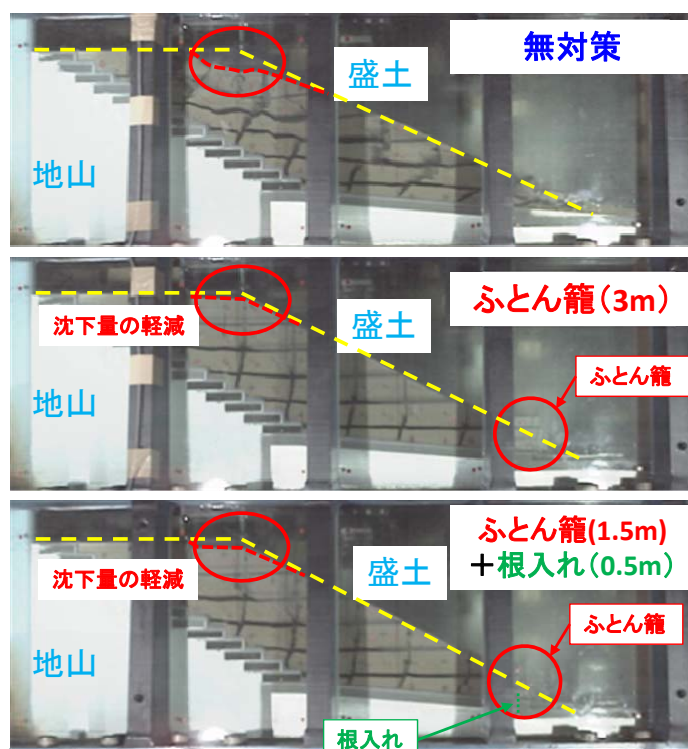 無対策
盛土
地山
ふとん籠（3m）
沈下量の軽減
盛土
ふとん籠
地山
ふとん籠(1.5m)
＋根入れ（0.5m）
盛土
沈下量の軽減
ふとん籠
地山
根入れ